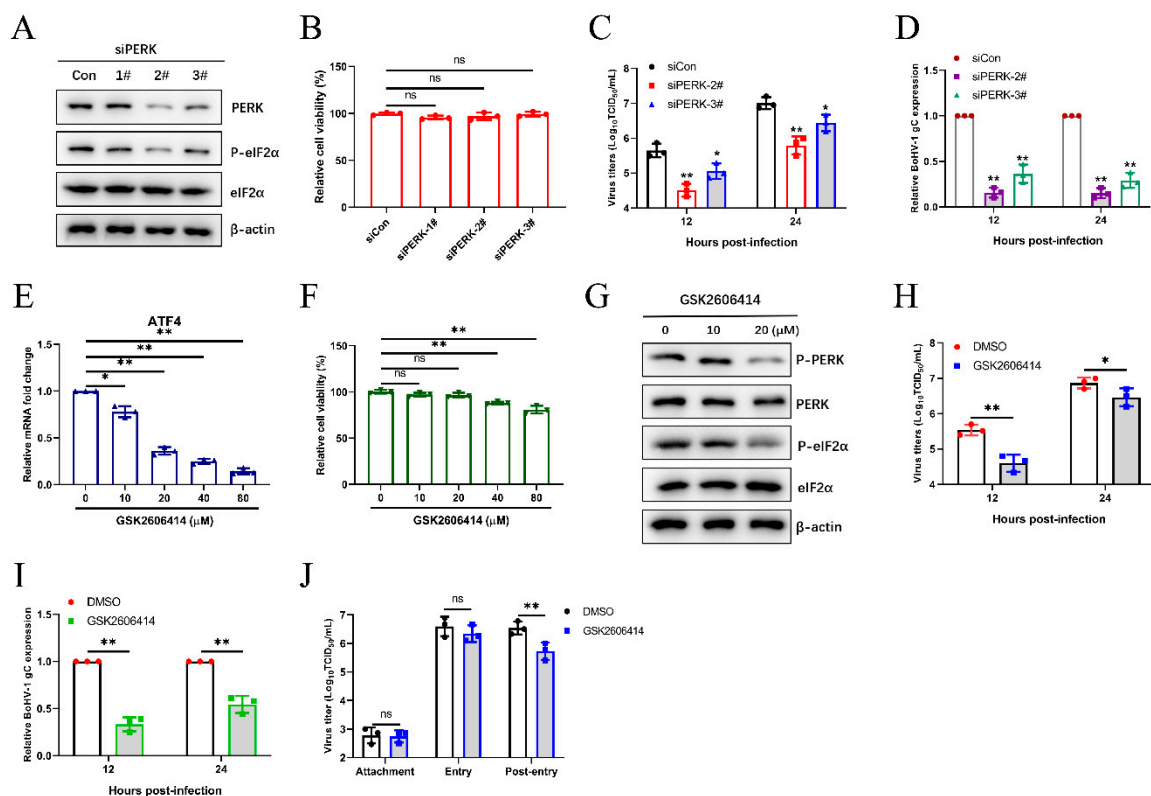 A
siPERK
Con 1# 2# 3#
PERK
P-eIF2α
eIF2α
β-actin
B
Relative cell viability (%)
150
100
50
0
ns
ns
ns
siCon
siPERK-1#
siPERK-2#
siPERK-3#
C
siCon
siPERK-2#
siPERK-3#
Virus titers (Log10TCID50/mL)
8
7
6
5
4
**
*
**
*
12 24
Hours post-infection
D
siCon
siPERK-2#
siPERK-3#
Relative BoHV-1 gC expression
1.5
1.0
0.5
0.0
**
**
**
**
12 24
Hours post-infection
E
ATF4
Relative mRNA fold change
1.5
1.0
0.5
0.0
**
**
**
*
0 10 20 40 80
GSK2606414 (μM)
F
Relative cell viability (%)
150
100
50
0
**
**
ns
ns
0 10 20 40 80
GSK2606414 (μM)
G
GSK2606414
0 10 20 (μM)
P-PERK
PERK
P-eIF2α
eIF2α
β-actin
H
DMSO
GSK2606414
Virus titers (Log10TCID50/mL)
8
7
6
5
4
**
*
12 24
Hours post-infection
I
DMSO
GSK2606414
Relative BoHV-1 gC expression
1.5
1.0
0.5
0.0
**
**
12 24
Hours post-infection
J
DMSO
GSK2606414
Virus titer (Log10TCID50/mL)
8
7
6
5
4
3
2
ns
ns
**
Attachment Entry Post-entry